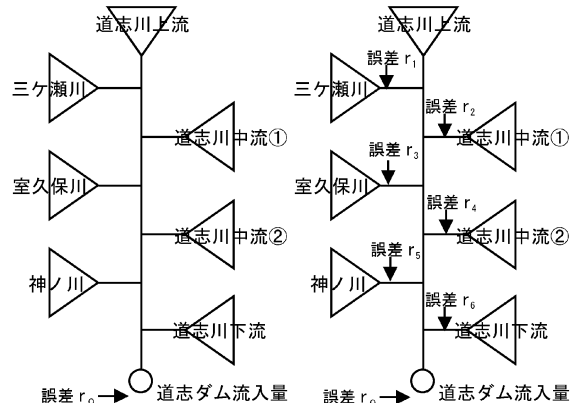 道志川上流
三ケ瀬川
道志川中流①
室久保川
道志川中流②
神ノ川
道志川下流
道志ダム流入量
誤差 r₀
道志川上流
誤差 r₁
三ケ瀬川
誤差 r₂
道志川中流①
誤差 r₃
室久保川
誤差 r₄
道志川中流②
誤差 r₅
神ノ川
誤差 r₆
道志川下流
道志ダム流入量
誤差 r₀